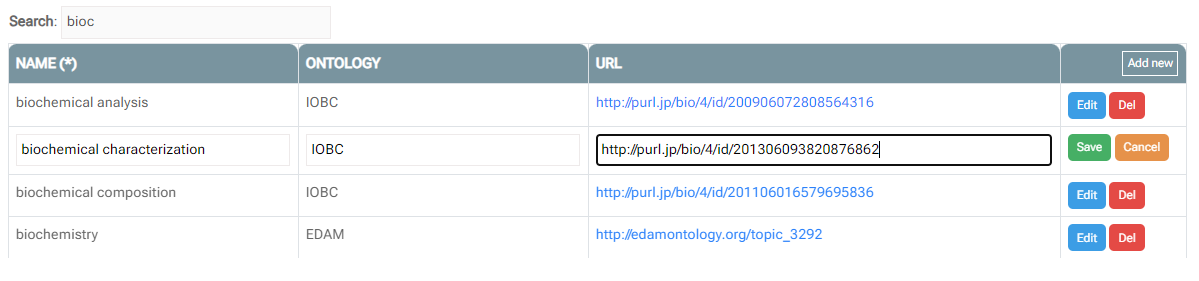 Search: bioc
NAME (*) ONTOLOGY URL Add new
biochemical analysis IOBC http://purl.jp/bio/4/id/200906072808564316 Edit Del
biochemical characterization IOBC http://purl.jp/bio/4/id/201306093820876862 Save Cancel
biochemical composition IOBC http://purl.jp/bio/4/id/201106016579695836 Edit Del
biochemistry EDAM http://edamontology.org/topic_3292 Edit Del